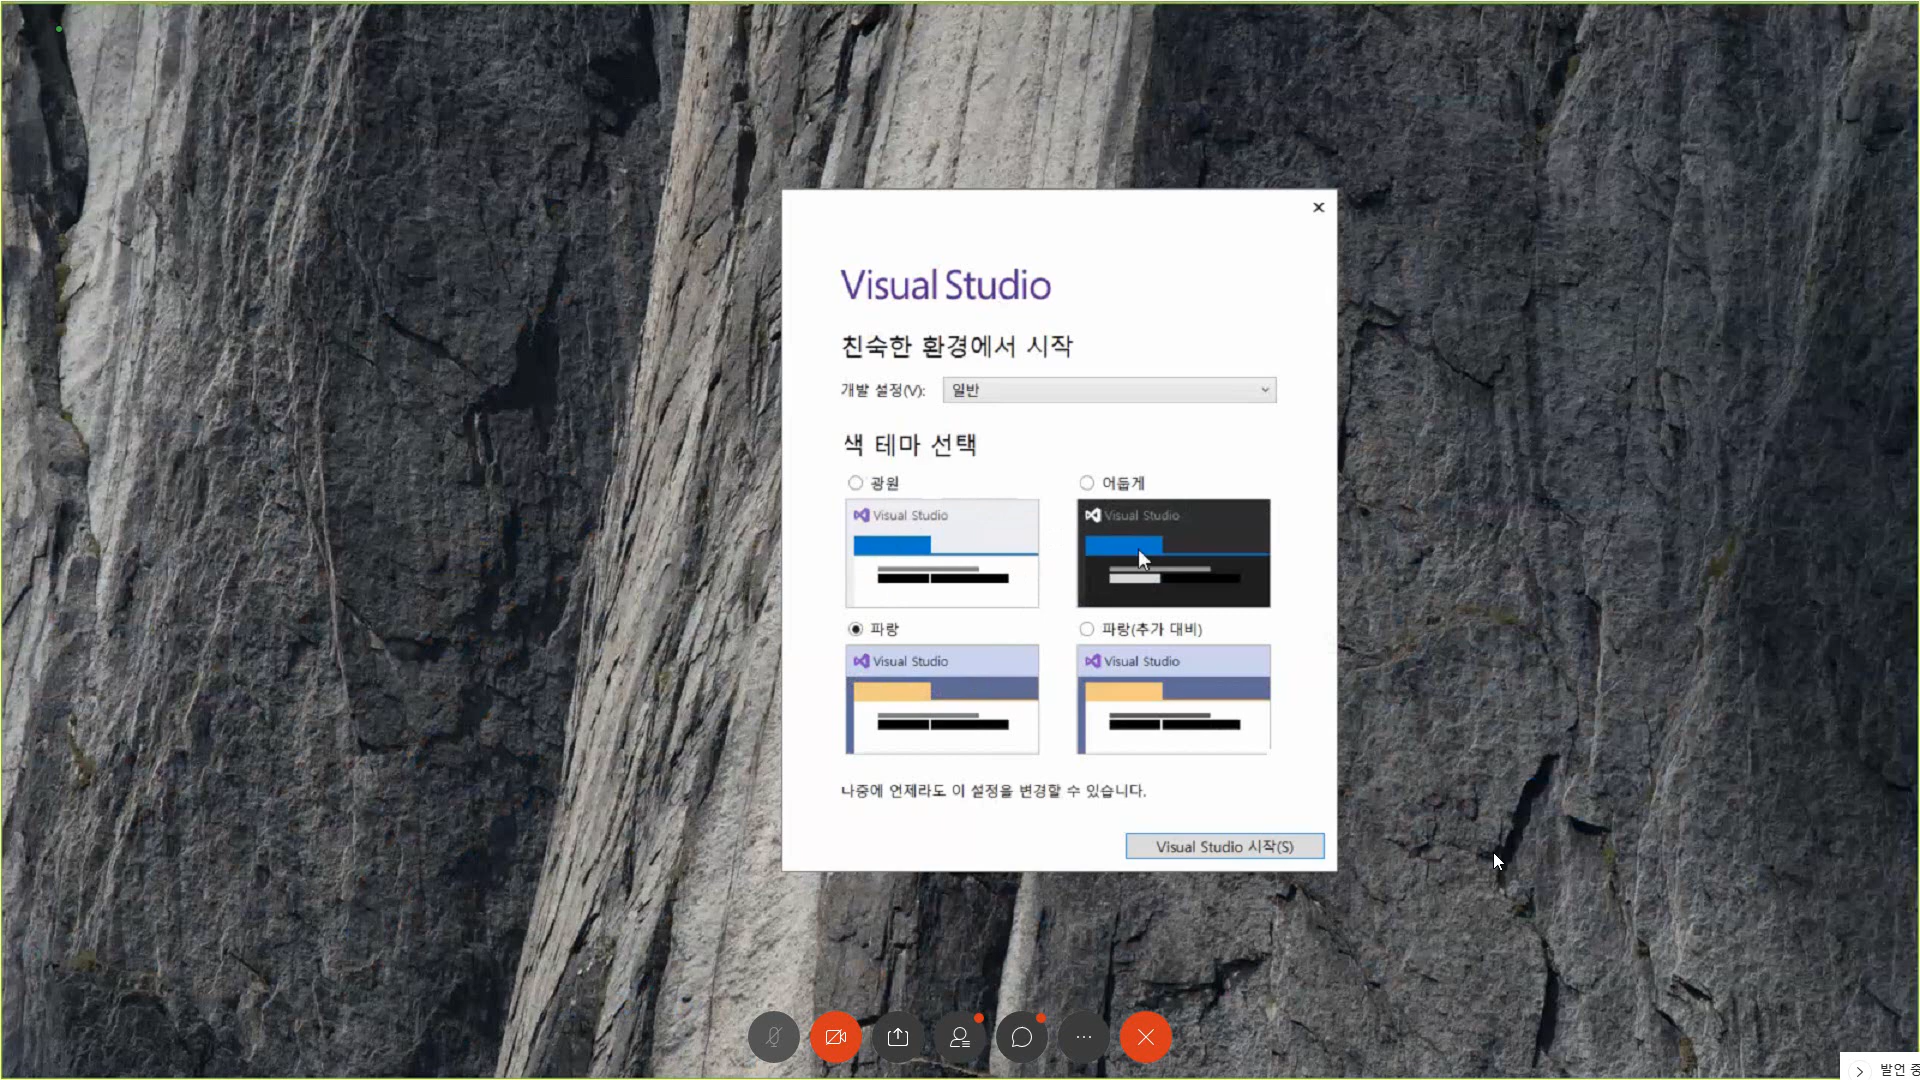 Visual Studio
친숙한 환경에서 시작
개발 설정(V): 일반
색 테마 선택
광원
어둡게
Visual Studio
Visual Studio
파랑
파랑(추가 대비)
Visual Studio
Visual Studio
나중에 언제라도 이 설정을 변경할 수 있습니다.
Visual Studio 시작(S)
발언 중